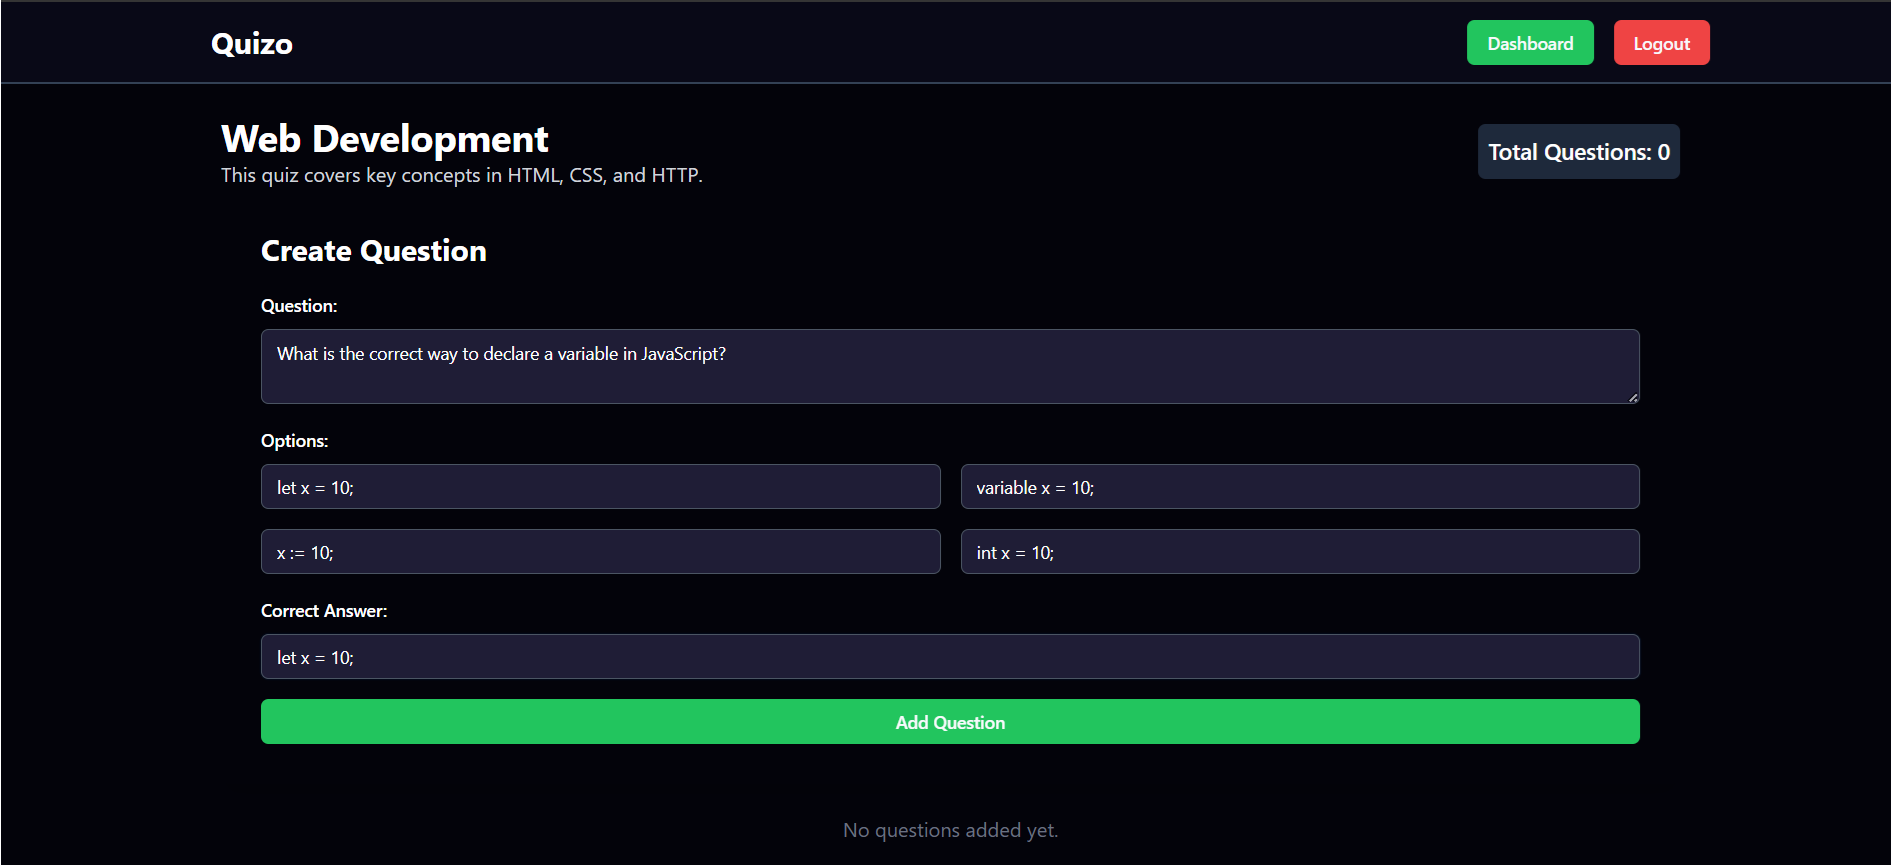 Quizo
Dashboard
Logout
Web Development
This quiz covers key concepts in HTML, CSS, and HTTP.
Total Questions: 0
Create Question
Question:
What is the correct way to declare a variable in JavaScript?
Options:
let x = 10;
variable x = 10;
x := 10;
int x = 10;
Correct Answer:
let x = 10;
Add Question
No questions added yet.